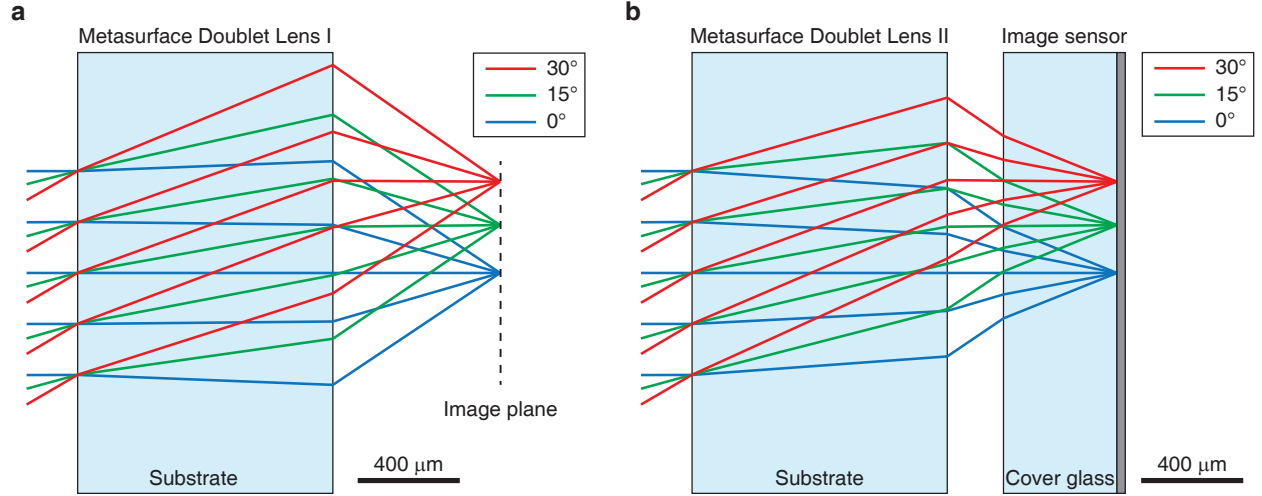 a
Metasurface Doublet Lens I
30°
15°
0°
Image plane
Substrate
400 μm
b
Metasurface Doublet Lens II
Image sensor
30°
15°
0°
Substrate
Cover glass
400 μm